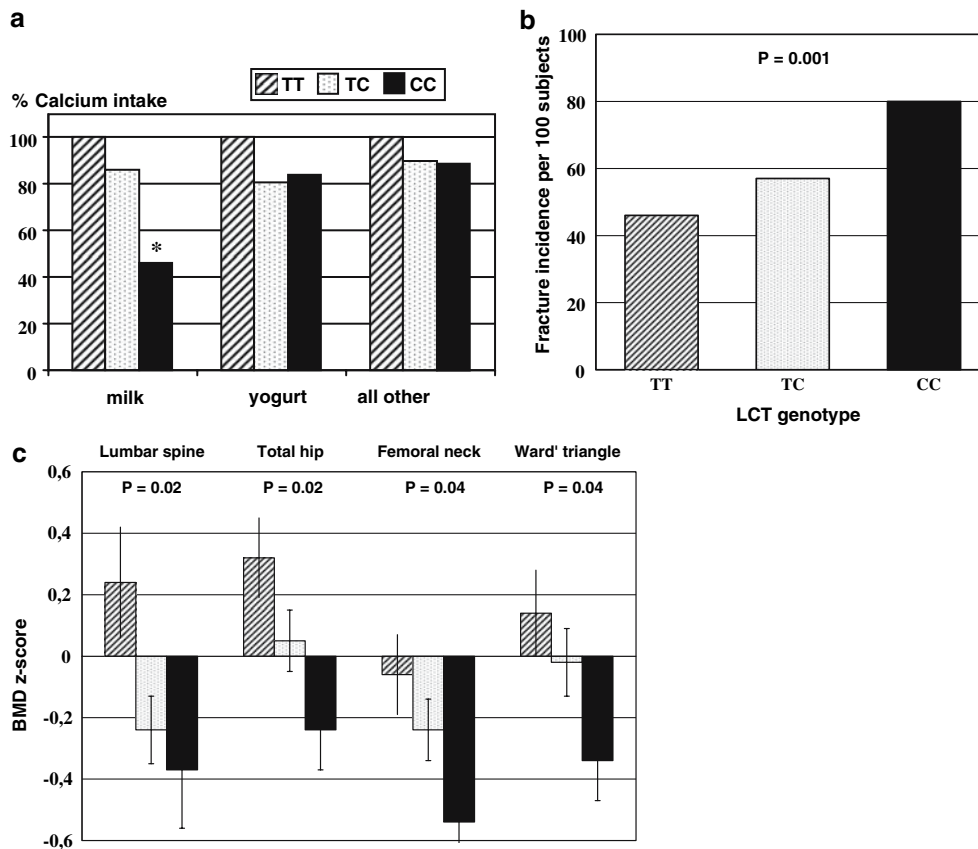 a
TT TC CC
% Calcium intake
100
80
60
40
20
0
*
milk yogurt all other
b
Fracture incidence per 100 subjects
100
80
60
40
20
0
P = 0.001
TT TC CC
LCT genotype
c
Lumbar spine Total hip Femoral neck Ward' triangle
P = 0.02 P = 0.02 P = 0.04 P = 0.04
BMD z-score
0,6
0,4
0,2
0
-0,2
-0,4
-0,6